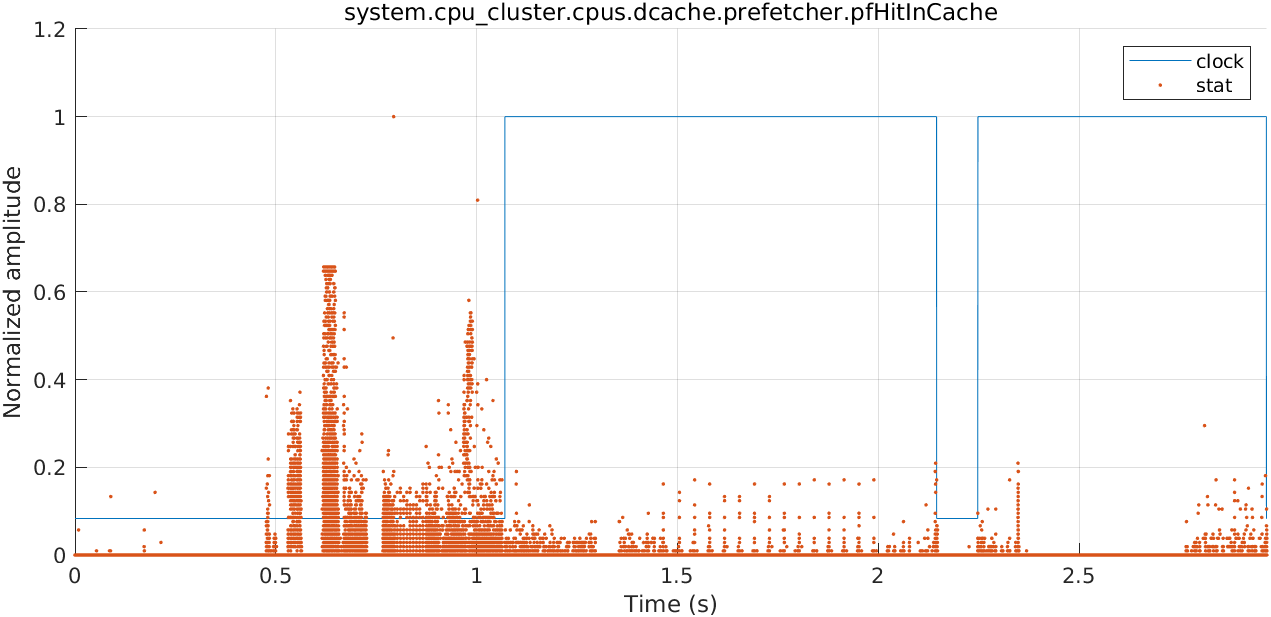 system.cpu_cluster.cpus.dcache.prefetcher.pfHitInCache
1.2
1
0.8
0.6
0.4
0.2
0
Normalized amplitude
clock
stat
0 0.5 1 1.5 2 2.5
Time (s)